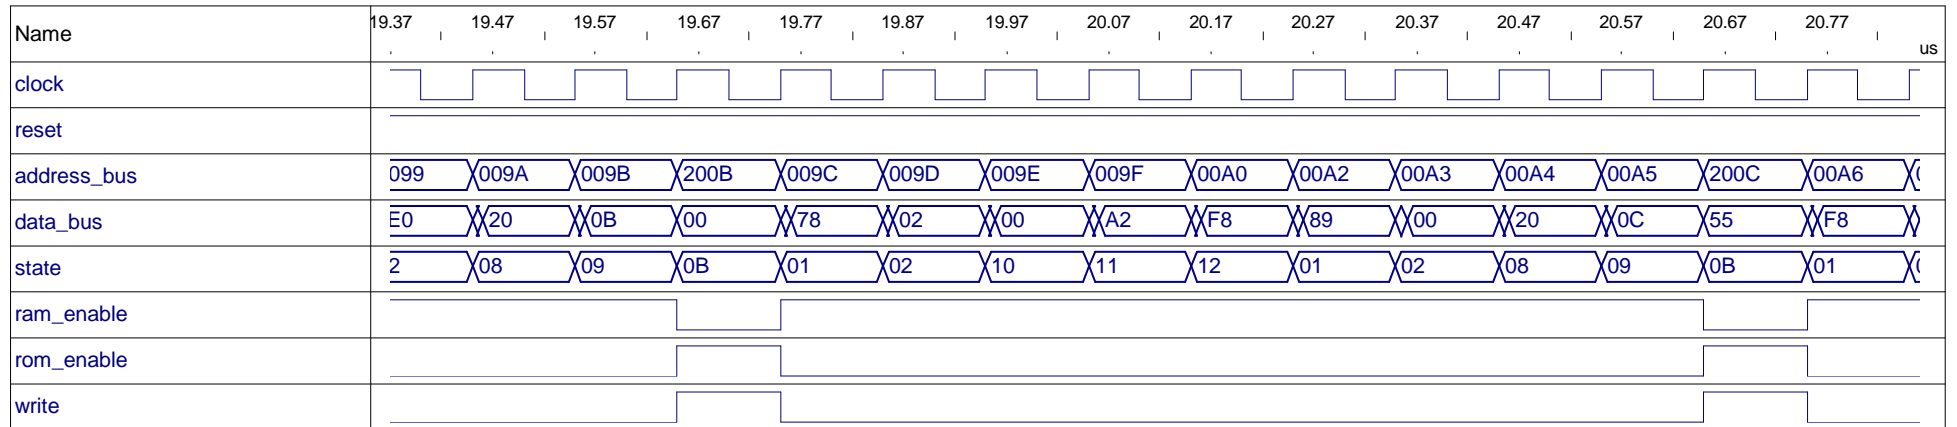 Name 19.37 19.47 19.57 19.67 19.77 19.87 19.97 20.07 20.17 20.27 20.37 20.47 20.57 20.67 20.77 us
clock
reset
address_bus 099 009A 009B 200B 009C 009D 009E 009F 00A0 00A2 00A3 00A4 00A5 200C 00A6
data_bus E0 20 0B 00 78 02 00 A2 F8 89 00 20 0C 55 F8
state 2 08 09 0B 01 02 10 11 12 01 02 08 09 0B 01
ram_enable
rom_enable
write